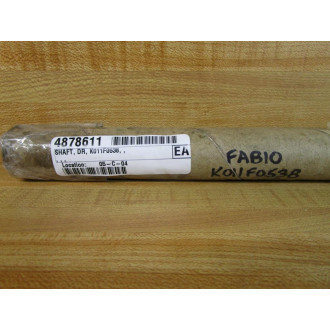 4878611
SHAFT, DR, K011F0538, .
. . .
EA
Location: 05-C-04
FABIO
K011F0538